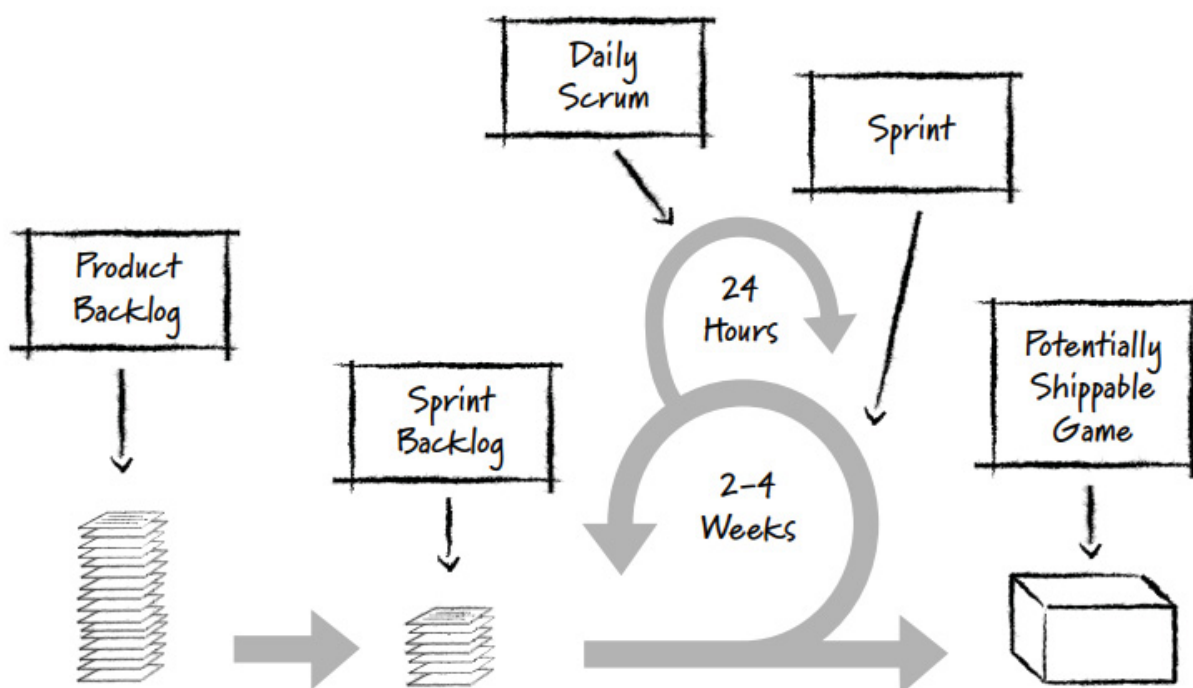 Daily
Scrum
Sprint
Product
Backlog
24
Hours
Potentially
Shippable
Game
Sprint
Backlog
2–4
Weeks